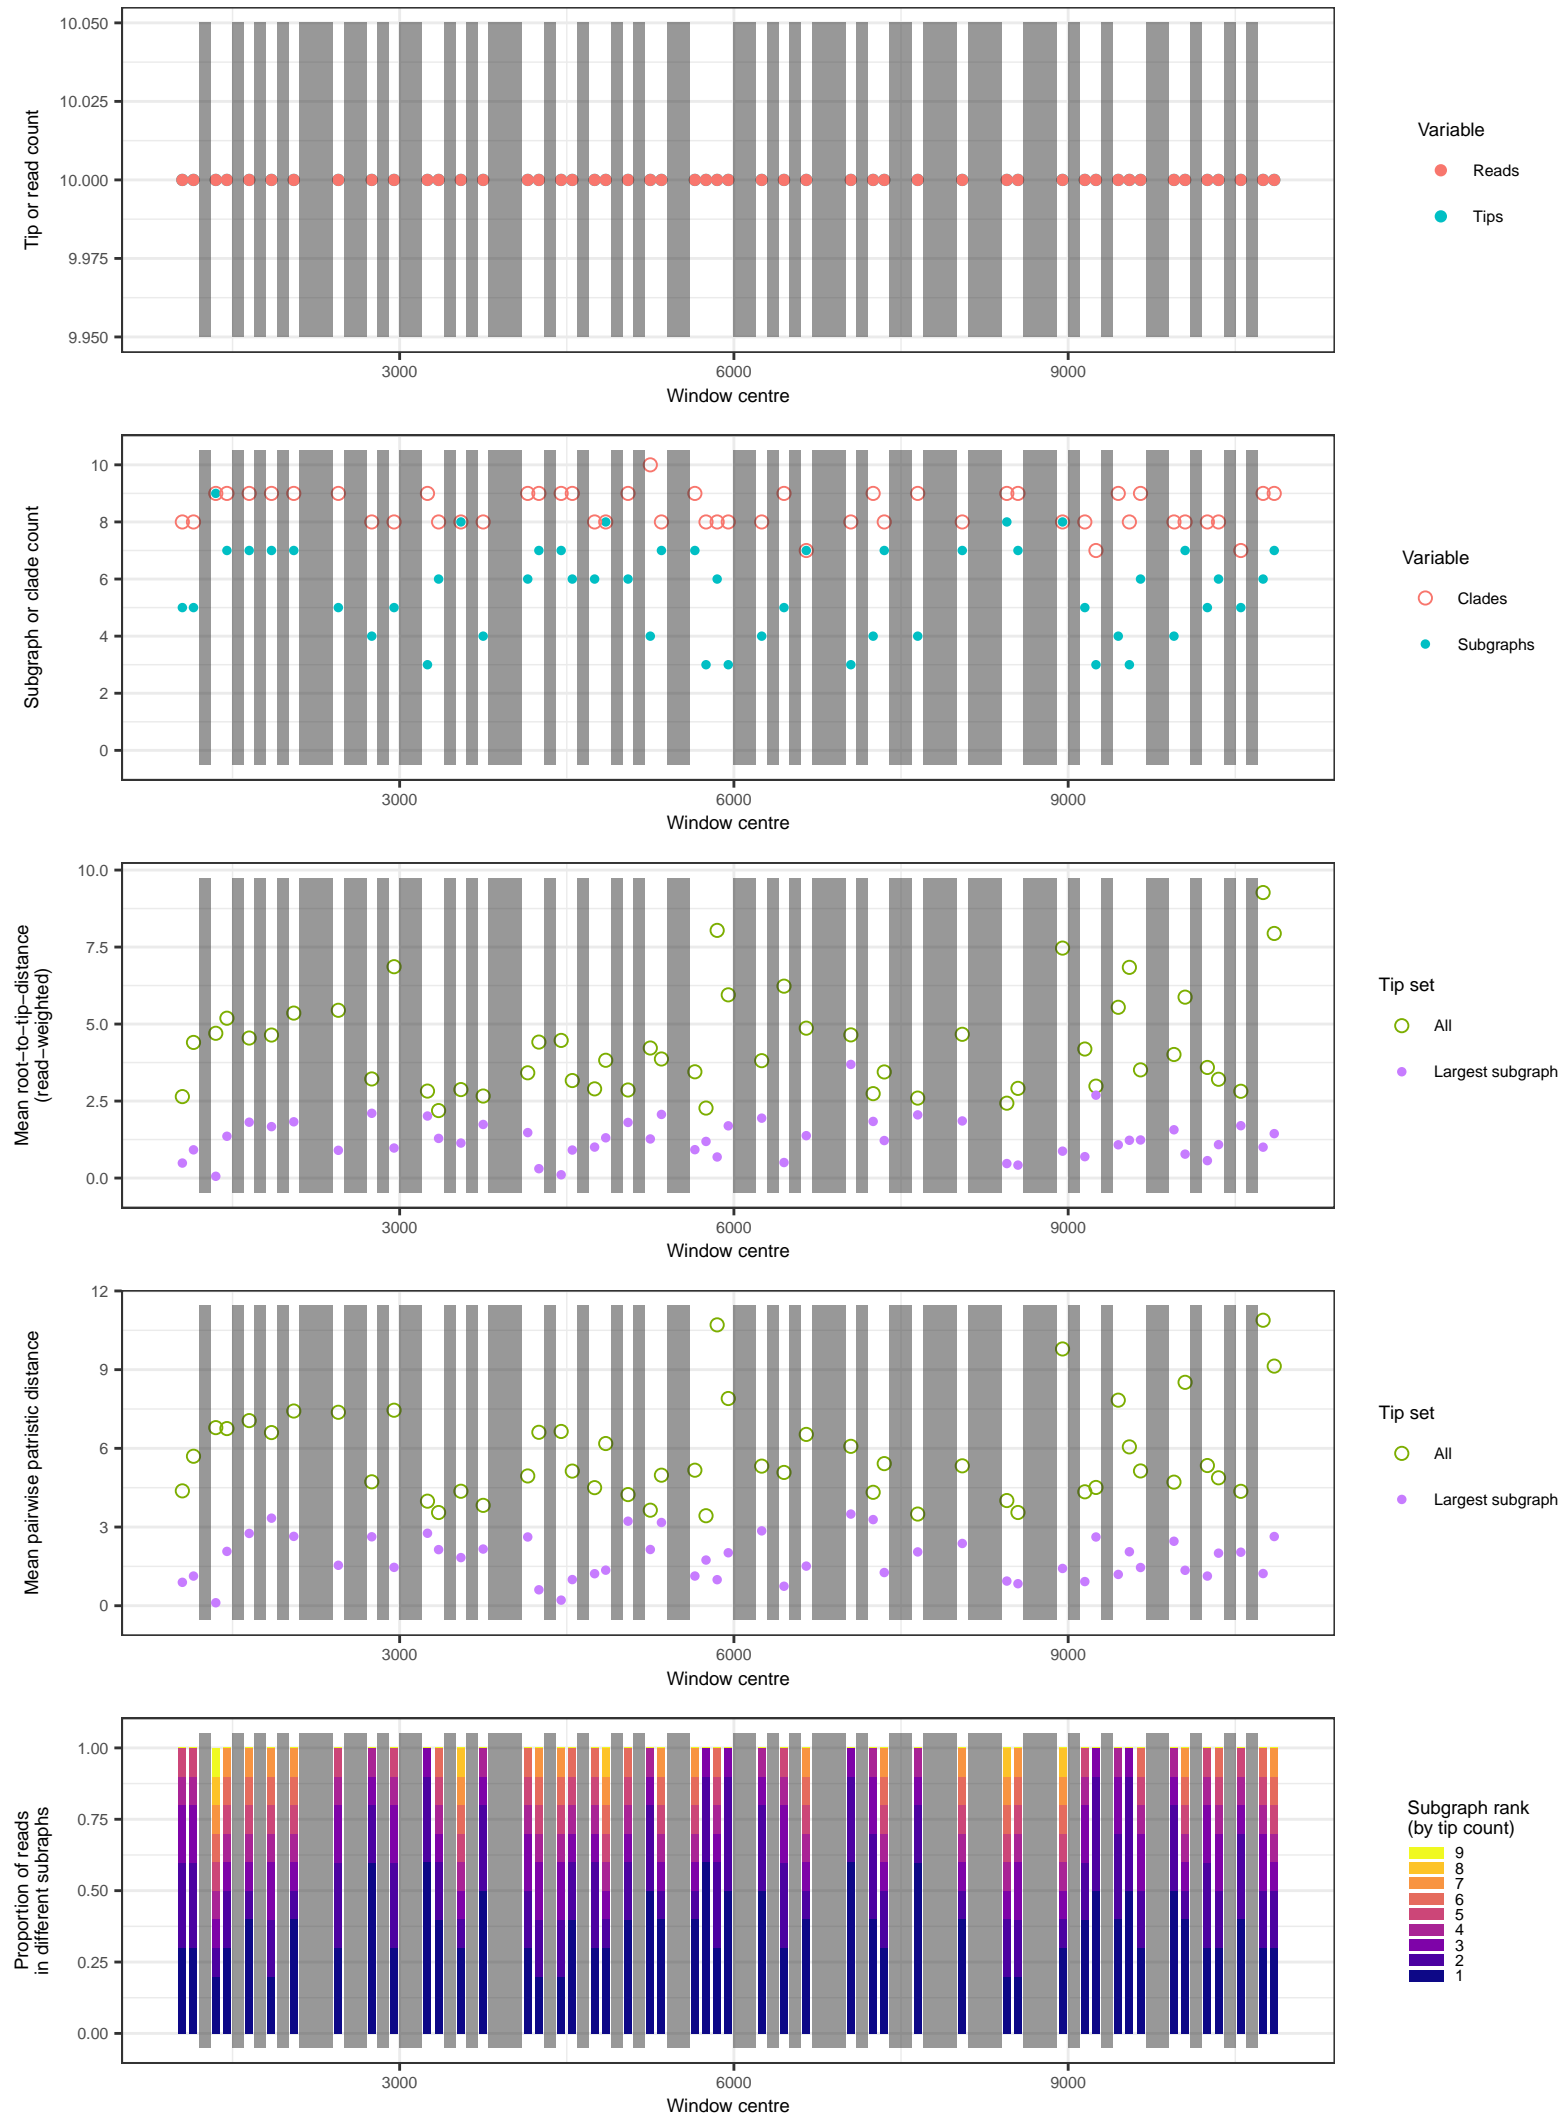 10.050
10.025
10.000
9.975
9.950
Tip or read count
3000
6000
9000
Window centre
Variable
Reads
Tips
10
8
6
4
2
0
Subgraph or clade count
3000
6000
9000
Window centre
Variable
Clades
Subgraphs
10.0
7.5
5.0
2.5
0.0
Mean root−to−tip−distance
(read−weighted)
3000
6000
9000
Window centre
Tip set
All
Largest subgraph
12
9
6
3
0
Mean pairwise patristic distance
3000
6000
9000
Window centre
Tip set
All
Largest subgraph
1.00
0.75
0.50
0.25
0.00
Proportion of reads
in different subraphs
3000
6000
9000
Window centre
Subgraph rank
(by tip count)
9
8
7
6
5
4
3
2
1